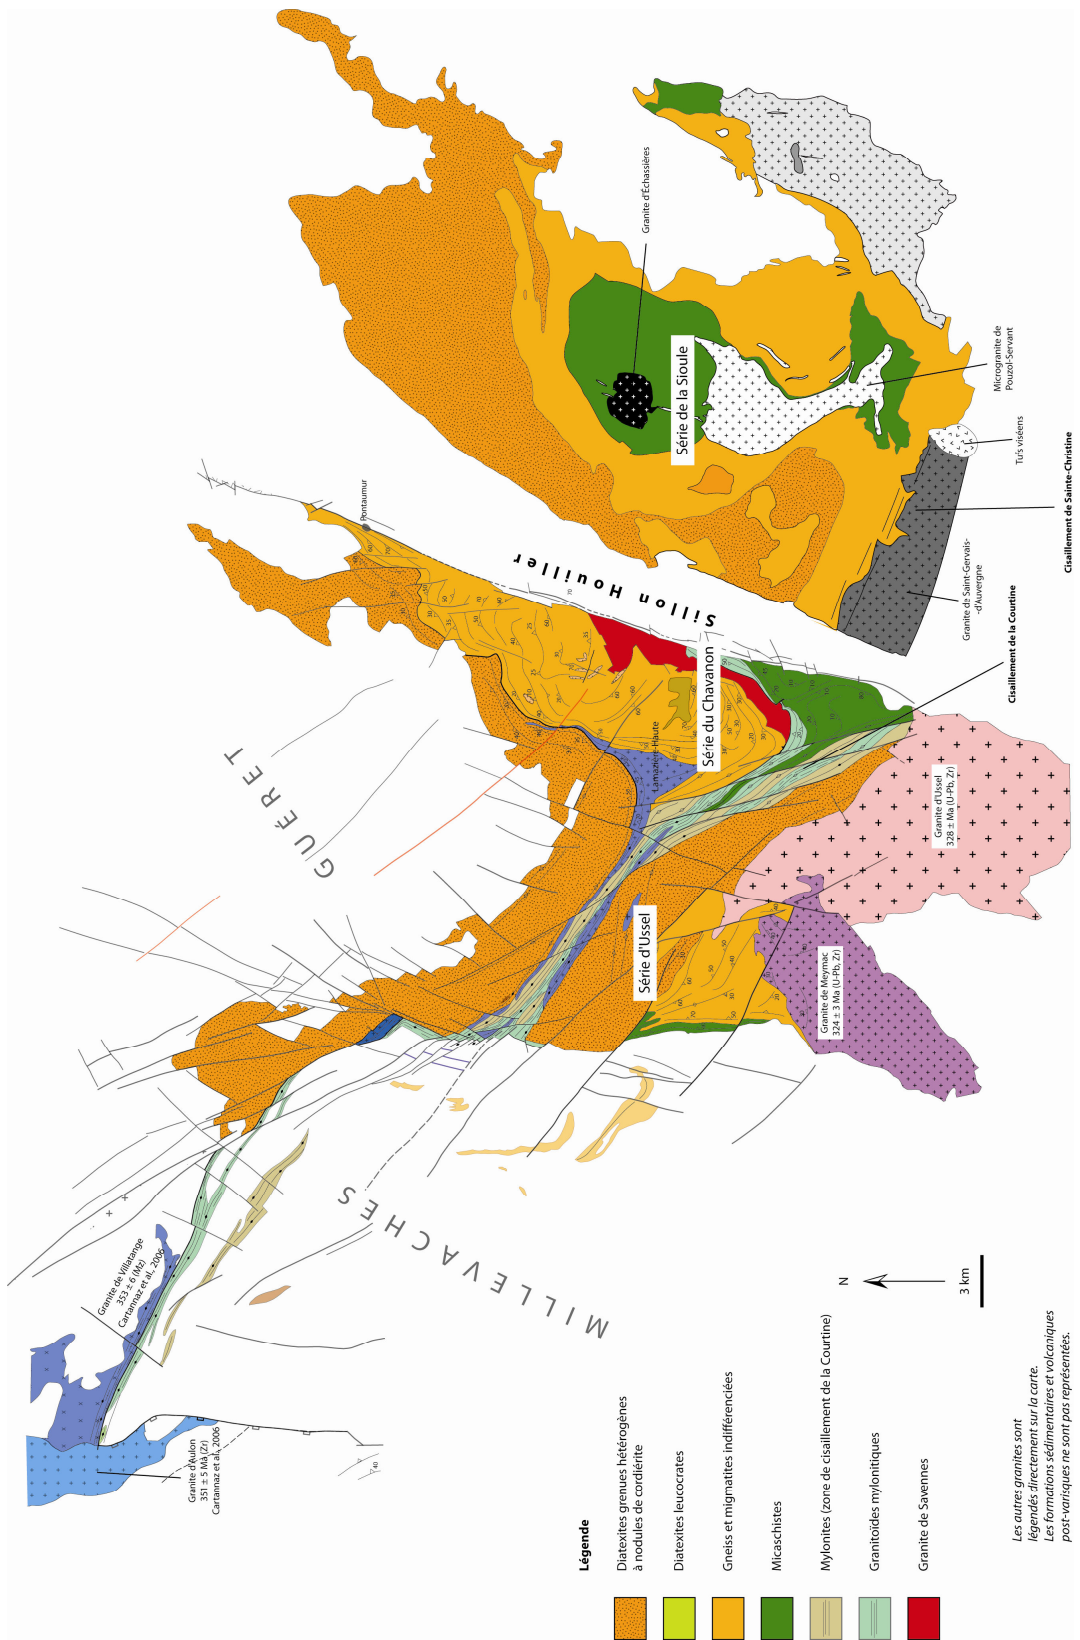 Granite d'Échassières
Série de la Sioule
Microgranite de
Pouzol-Servant
Tufs viséens
Cisaillement de Sainte-Christine
Granite de Saint-Gervais-
-d'Auvergne
Cisaillement de la Courtine
Pontaumur
Sillon Houiller
Série du Chavanon
Lamazière-Haute
GUÉRET
Série d'Ussel
Granite d'Ussel
328 ± Ma (U-Pb, Zr)
Granite de Meymac
324 ± 3 Ma (U-Pb, Zr)
MILLEVACHES
Granite de Villatange
353 ± 6 (Mz)
Cartannaz et al., 2006
Granite d'Aulon
351 ± 5 Ma (Zr)
Cartannaz et al., 2006
N
3 km
Légende
Diatexites grenues hétérogènes
à nodules de cordiérite
Diatexites leucocrates
Gneiss et migmatites indifférenciées
Micaschistes
Mylonites (zone de cisaillement de la Courtine)
Granitoïdes mylonitiques
Granite de Savennes
Les autres granites sont
légendés directement sur la carte.
Les formations sédimentaires et volcaniques
post-varisques ne sont pas représentées.